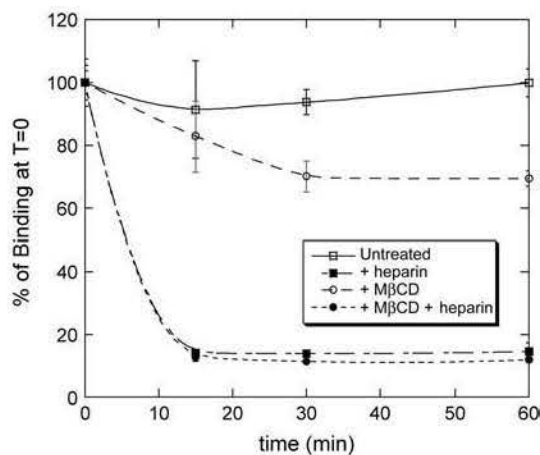 120
100
80
60
40
20
0
% of Binding at T=0
Untreated
+ heparin
+ MβCD
+ MβCD + heparin
0 10 20 30 40 50 60
time (min)